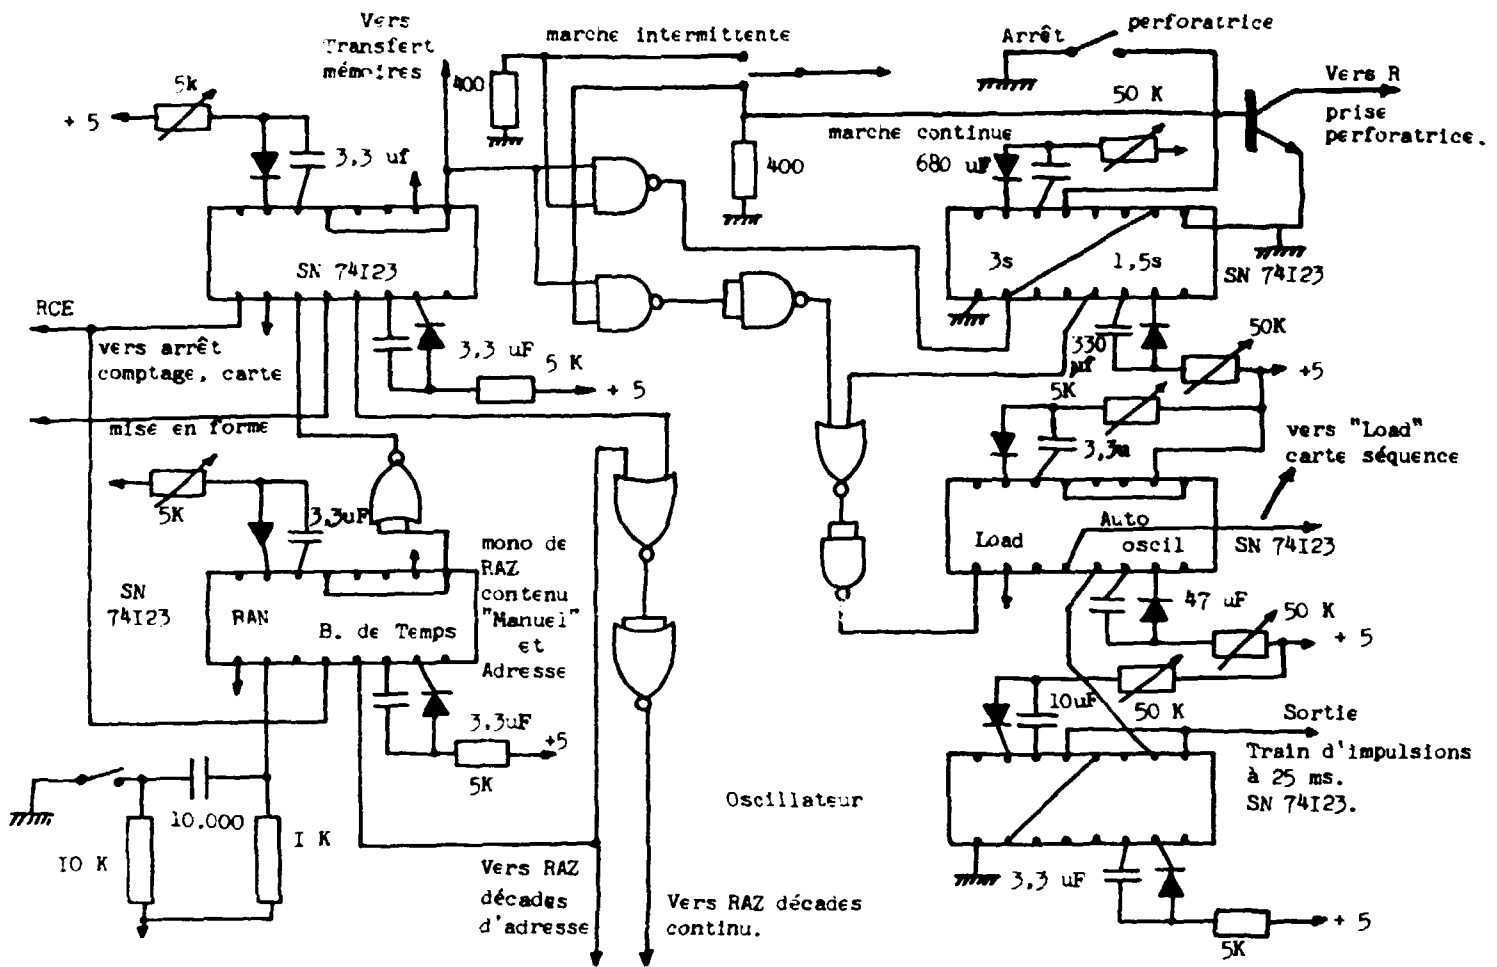 Vers
Transfert
mémoires
marche intermittente
Arrêt
perforatrice
5k
+ 5
3,3 uf
400
400
marche continue
50 K
680 uF
Vers R
prise
perforatrice.
SN 74I23
3s
1,5s
SN 74I23
RCE
vers arrêt
comptage, carte
3,3 uF
5 K
+ 5
330
µf
50K
+5
mise en forme
5K
3,3u
vers "Load"
carte séquence
5K
3,3uF
SN
74I23
RAN
B. de Temps
mono de
RAZ
contenu
"Manuel"
et
Adresse
Load
Auto
oscil
SN 74I23
47 uF
50 K
+ 5
3,3uF
+5
5K
10uF
50 K
Sortie
Train d'impulsions
à 25 ms.
SN 74I23.
Oscillateur
10.000
I0 K
I K
Vers RAZ
décades
d'adresse
Vers RAZ décades
continu.
3,3 uF
5K
+ 5